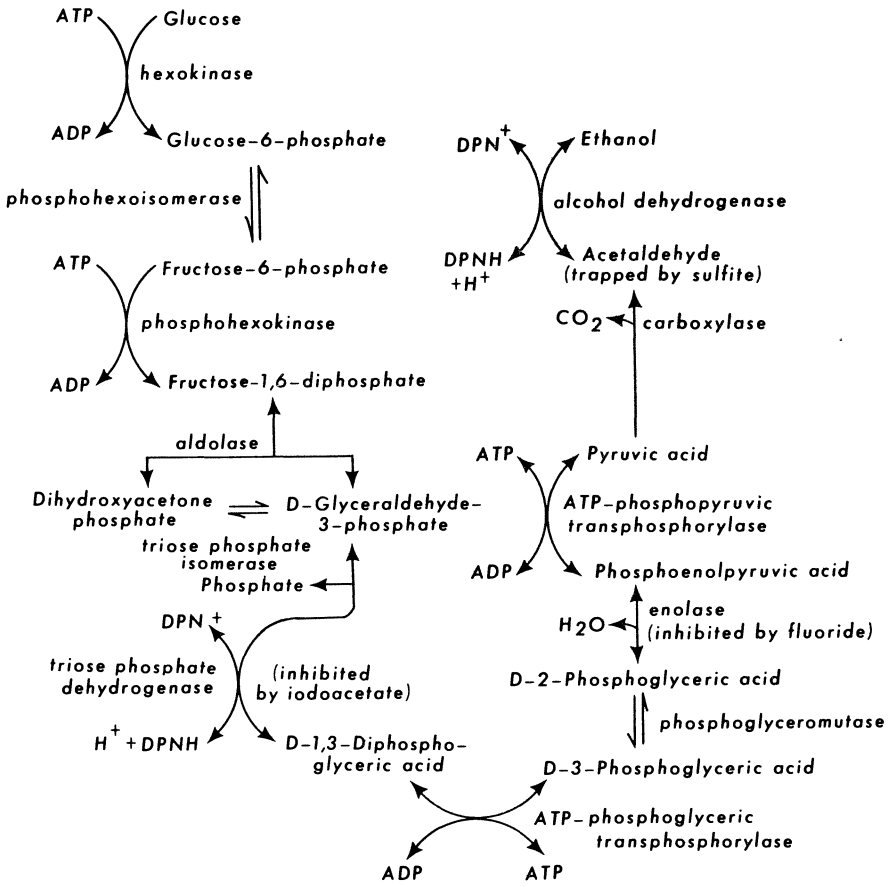 ATP
Glucose
hexokinase
ADP
Glucose-6-phosphate
phosphohexoisomerase
ATP
Fructose-6-phosphate
phosphohexokinase
ADP
Fructose-1,6-diphosphate
aldolase
Dihydroxyacetone
phosphate
D-Glyceraldehyde-
3-phosphate
triose phosphate
isomerase
Phosphate
DPN+
triose phosphate
dehydrogenase
(inhibited
by iodoacetate)
H+ + DPNH
D-1,3-Diphospho-
glyceric acid
ADP
ATP
ATP-phosphoglyceric
transphosphorylase
D-3-Phosphoglyceric acid
phosphoglyceromutase
D-2-Phosphoglyceric acid
H2O
enolase
(inhibited by fluoride)
Phosphoenolpyruvic acid
ADP
ATP-phosphopyruvic
transphosphorylase
ATP
Pyruvic acid
CO2
carboxylase
Acetaldehyde
(trapped by sulfite)
DPNH
+H+
alcohol dehydrogenase
DPN+
Ethanol